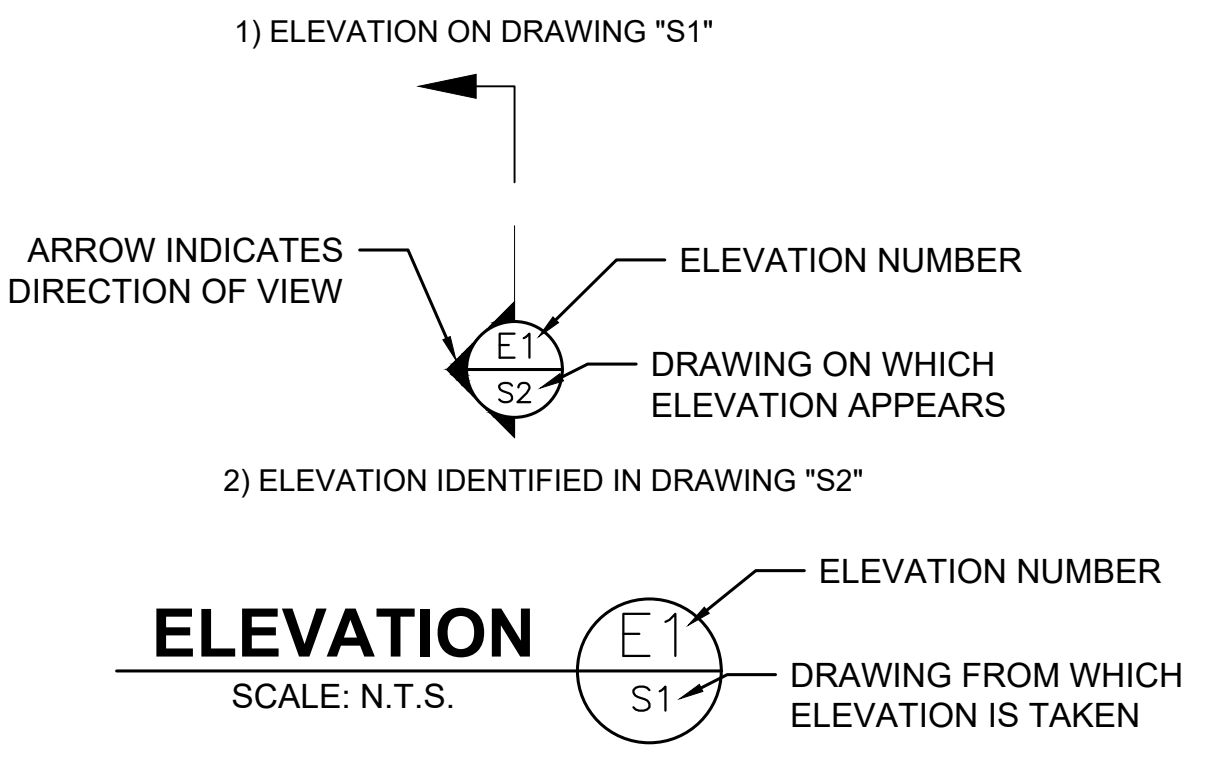 1) ELEVATION ON DRAWING "S1"
ARROW INDICATES
DIRECTION OF VIEW
ELEVATION NUMBER
E1
S2
DRAWING ON WHICH
ELEVATION APPEARS
2) ELEVATION IDENTIFIED IN DRAWING "S2"
ELEVATION
SCALE: N.T.S.
E1
S1
ELEVATION NUMBER
DRAWING FROM WHICH
ELEVATION IS TAKEN